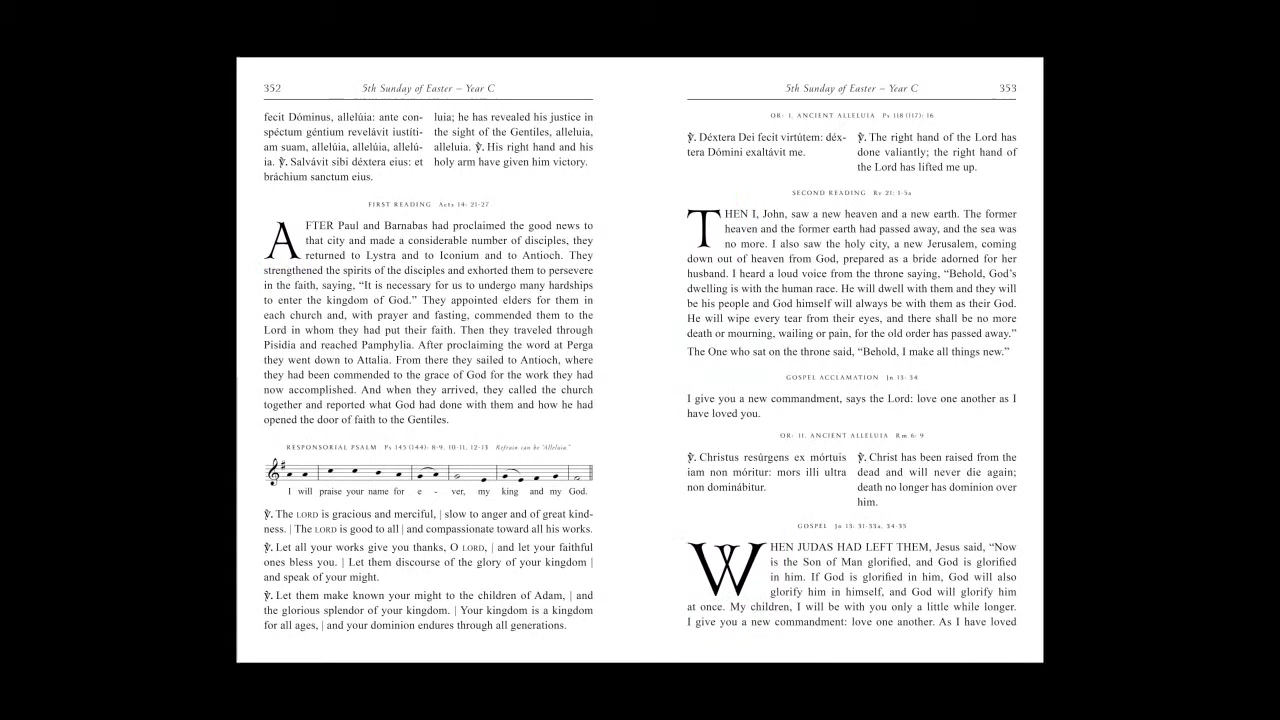 352
5th Sunday of Easter – Year C
fecit Dóminus, allelúia: ante con-
spéctum géntium revelávit iustíti-
am suam, allelúia, allelúia, allelú-
ia. ℣. Salvávit sibi déxtera eius: et
bráchium sanctum eius.
luia; he has revealed his justice in
the sight of the Gentiles, alleluia,
alleluia. ℣. His right hand and his
holy arm have given him victory.
FIRST READING Acts 14: 21-27
AFTER Paul and Barnabas had proclaimed the good news to
that city and made a considerable number of disciples, they
returned to Lystra and to Iconium and to Antioch. They
strengthened the spirits of the disciples and exhorted them to persevere
in the faith, saying, “It is necessary for us to undergo many hardships
to enter the kingdom of God.” They appointed elders for them in
each church and, with prayer and fasting, commended them to the
Lord in whom they had put their faith. Then they traveled through
Pisidia and reached Pamphylia. After proclaiming the word at Perga
they went down to Attalia. From there they sailed to Antioch, where
they had been commended to the grace of God for the work they had
now accomplished. And when they arrived, they called the church
together and reported what God had done with them and how he had
opened the door of faith to the Gentiles.
RESPONSORIAL PSALM Ps 145 (144): 8-9, 10-11, 12-13 Refrain can be “Alleluia.”
I will praise your name for e - ver, my king and my God.
℣. The LORD is gracious and merciful, | slow to anger and of great kind-
ness. | The LORD is good to all | and compassionate toward all his works.
℣. Let all your works give you thanks, O LORD, | and let your faithful
ones bless you. | Let them discourse of the glory of your kingdom |
and speak of your might.
℣. Let them make known your might to the children of Adam, | and
the glorious splendor of your kingdom. | Your kingdom is a kingdom
for all ages, | and your dominion endures through all generations.
5th Sunday of Easter – Year C
353
OR: I. ANCIENT ALLELUIA Ps 118 (117): 16
℣. Déxtera Dei fecit virtútem: déx-
tera Dómini exaltávit me.
℣. The right hand of the Lord has
done valiantly; the right hand of
the Lord has lifted me up.
SECOND READING Rv 21: 1-5a
THEN I, John, saw a new heaven and a new earth. The former
heaven and the former earth had passed away, and the sea was
no more. I also saw the holy city, a new Jerusalem, coming
down out of heaven from God, prepared as a bride adorned for her
husband. I heard a loud voice from the throne saying, “Behold, God’s
dwelling is with the human race. He will dwell with them and they will
be his people and God himself will always be with them as their God.
He will wipe every tear from their eyes, and there shall be no more
death or mourning, wailing or pain, for the old order has passed away.”
The One who sat on the throne said, “Behold, I make all things new.”
GOSPEL ACCLAMATION Jn 13: 34
I give you a new commandment, says the Lord: love one another as I
have loved you.
OR: II. ANCIENT ALLELUIA Rm 6: 9
℣. Christus resúrgens ex mórtuis
iam non móritur: mors illi ultra
non dominábitur.
℣. Christ has been raised from the
dead and will never die again;
death no longer has dominion over
him.
GOSPEL Jn 13: 31-33a, 34-35
WHEN JUDAS HAD LEFT THEM, Jesus said, “Now
is the Son of Man glorified, and God is glorified
in him. If God is glorified in him, God will also
glorify him in himself, and God will glorify him
at once. My children, I will be with you only a little while longer.
I give you a new commandment: love one another. As I have loved